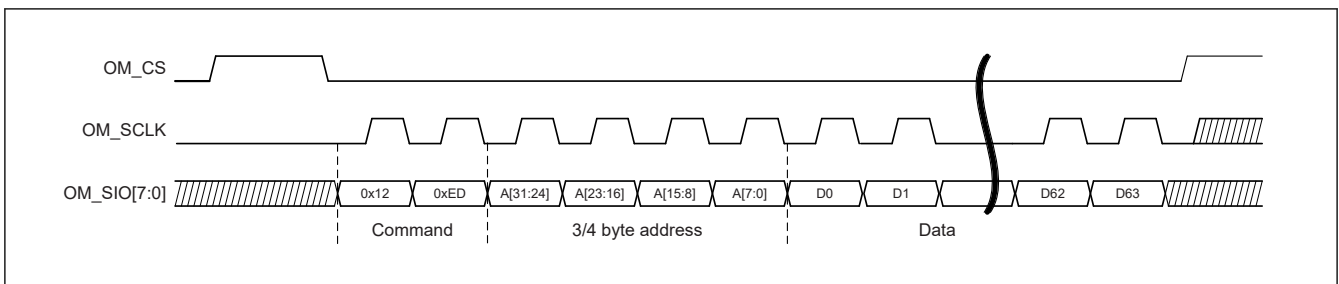 OM_CS
OM_SCLK
OM_SIO[7:0] 0x12 0xED A[31:24] A[23:16] A[15:8] A[7:0] D0 D1 D62 D63
Command 3/4 byte address Data